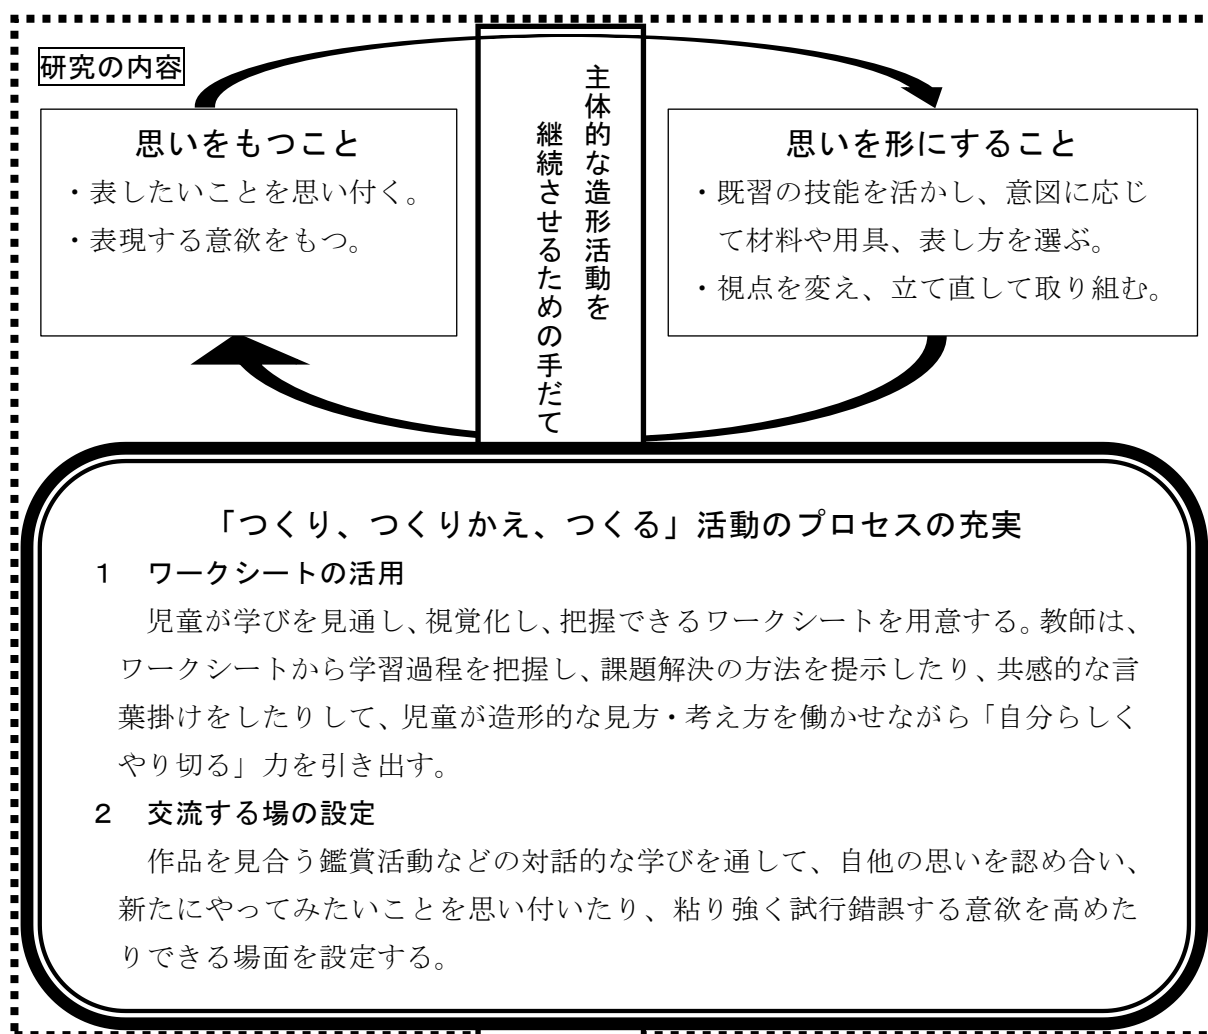 研究の内容
思いをもつこと
・表したいことを思い付く。
・表現する意欲をもつ。
主体的な造形活動を
継続させるための手だて
思いを形にすること
・既習の技能を活かし、意図に応じ
て材料や用具、表し方を選ぶ。
・視点を変え、立て直して取り組む。
「つくり、つくりかえ、つくる」活動のプロセスの充実
１　ワークシートの活用
児童が学びを見通し、視覚化し、把握できるワークシートを用意する。教師は、
ワークシートから学習過程を把握し、課題解決の方法を提示したり、共感的な言
葉掛けをしたりして、児童が造形的な見方・考え方を働かせながら「自分らしく
やり切る」力を引き出す。
２　交流する場の設定
作品を見合う鑑賞活動などの対話的な学びを通して、自他の思いを認め合い、
新たにやってみたいことを思い付いたり、粘り強く試行錯誤する意欲を高めた
りできる場面を設定する。